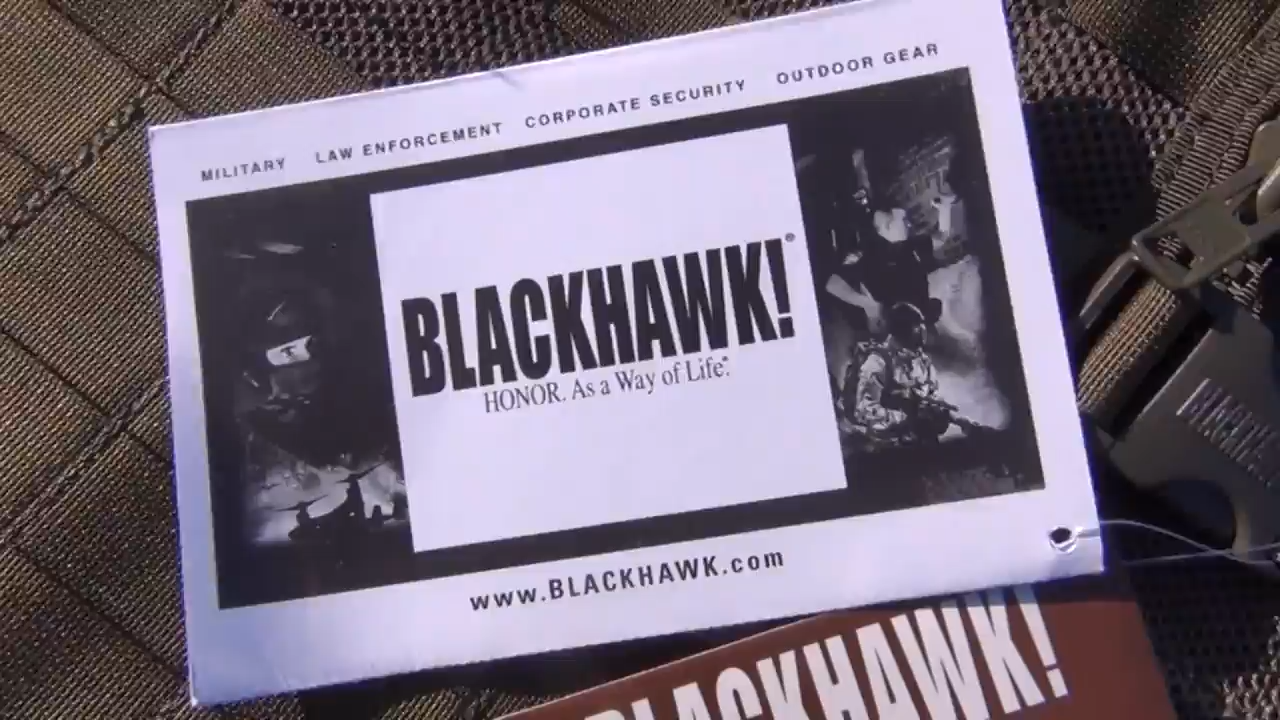 MILITARY LAW ENFORCEMENT CORPORATE SECURITY OUTDOOR GEAR
BLACKHAWK!®
HONOR. As a Way of Life.®
www.BLACKHAWK.com
BLACKHAWK!